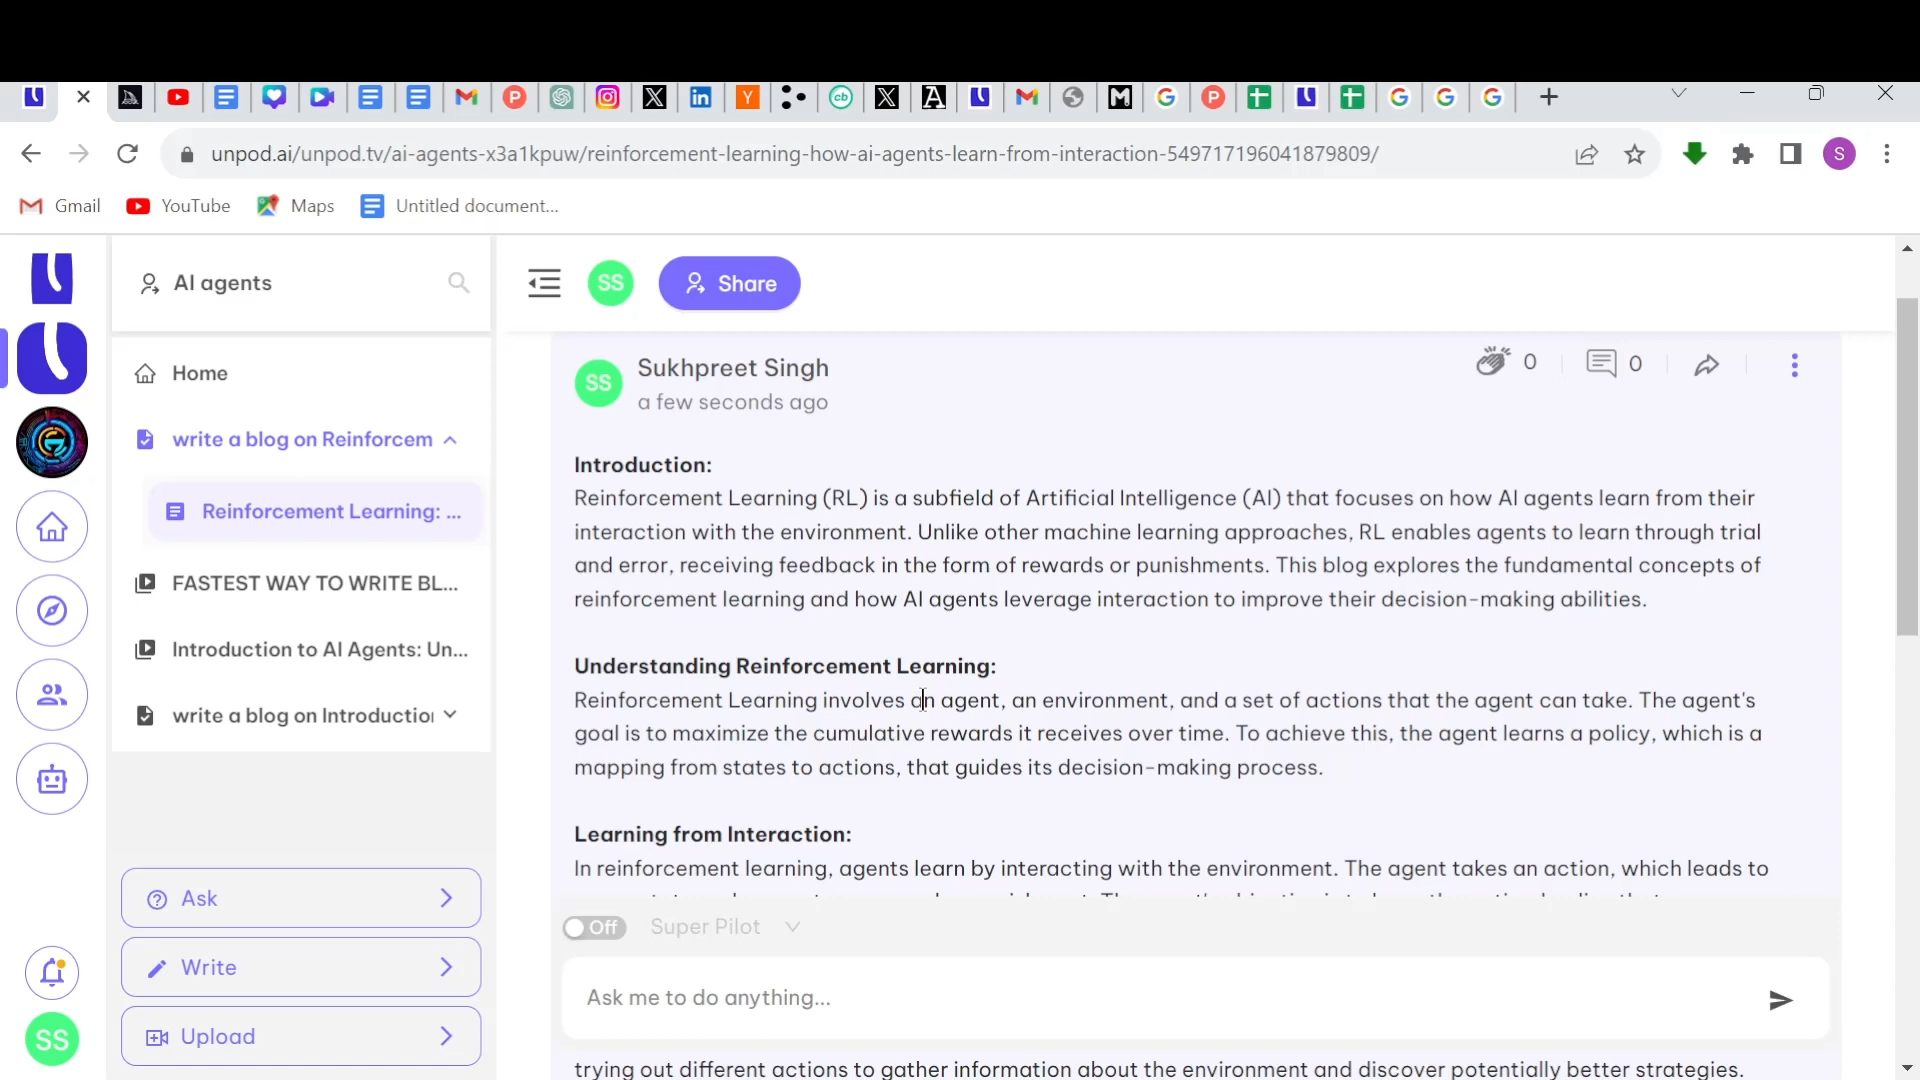 unpod.ai/unpod.tv/ai-agents-x3a1kpuw/reinforcement-learning-how-ai-agents-learn-from-interaction-549717196041879809/
S
Gmail
YouTube
Maps
Untitled document...
AI agents
SS
Share
Home
write a blog on Reinforcem
Reinforcement Learning: ...
FASTEST WAY TO WRITE BL...
Introduction to AI Agents: Un...
write a blog on Introduction
Ask
Write
Upload
SS
SS
Sukhpreet Singh
a few seconds ago
0
0
Introduction:
Reinforcement Learning (RL) is a subfield of Artificial Intelligence (AI) that focuses on how AI agents learn from their
interaction with the environment. Unlike other machine learning approaches, RL enables agents to learn through trial
and error, receiving feedback in the form of rewards or punishments. This blog explores the fundamental concepts of
reinforcement learning and how AI agents leverage interaction to improve their decision-making abilities.
Understanding Reinforcement Learning:
Reinforcement Learning involves an agent, an environment, and a set of actions that the agent can take. The agent's
goal is to maximize the cumulative rewards it receives over time. To achieve this, the agent learns a policy, which is a
mapping from states to actions, that guides its decision-making process.
Learning from Interaction:
In reinforcement learning, agents learn by interacting with the environment. The agent takes an action, which leads to
Off
Super Pilot
Ask me to do anything...
trying out different actions to gather information about the environment and discover potentially better strategies.